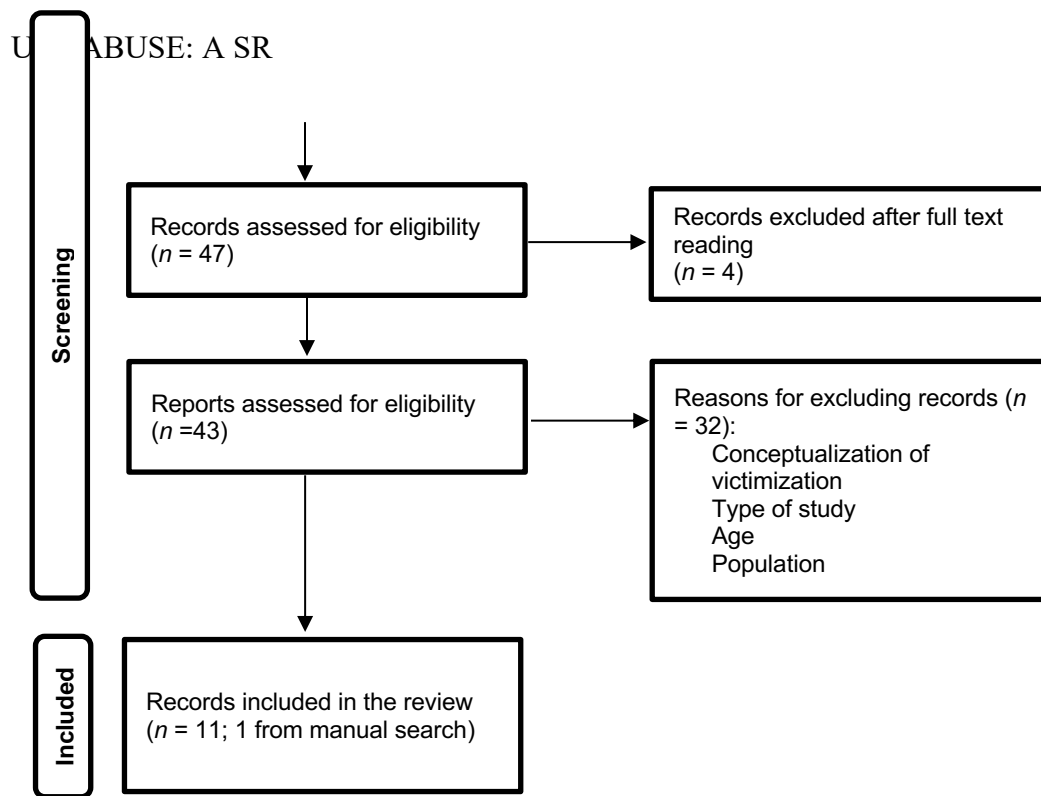 ABUSE: A SR
Screening
Records assessed for eligibility
(n = 47)
Records excluded after full text
reading
(n = 4)
Reports assessed for eligibility
(n =43)
Reasons for excluding records (n
= 32):
Conceptualization of
victimization
Type of study
Age
Population
Included
Records included in the review
(n = 11; 1 from manual search)